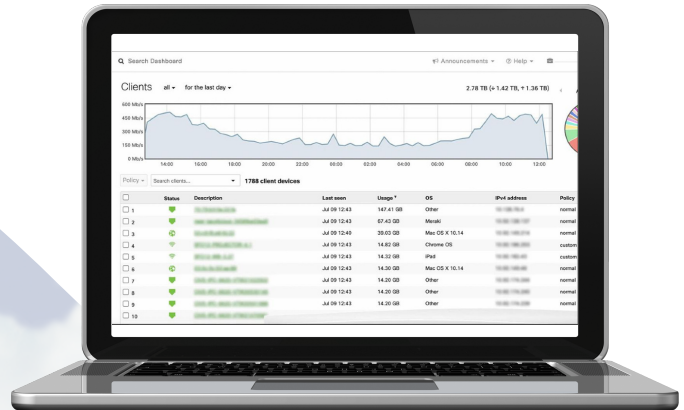 Search Dashboard Announcements Help
Clients all for the last day 2.78 TB (↓ 1.42 TB, ↑ 1.36 TB)
600 Mb/s
450 Mb/s
300 Mb/s
150 Mb/s
0 Mb/s
14:00 16:00 18:00 20:00 23:00 00:00 02:00 04:00 06:00 08:00 10:00 13:00
Policy Search clients... 1788 client devices
Status Description Last seen Usage OS IPv4 address Policy
1 Jul 09 12:43 147.41 GB Other normal
2 Jul 09 12:43 67.43 GB Meraki normal
3 Jul 09 12:40 39.03 GB Mac OS X 10.14 normal
4 Jul 09 12:43 14.82 GB Chrome OS custom
5 Jul 09 12:43 14.32 GB iPad custom
6 Jul 09 12:43 14.30 GB Mac OS X 10.14 normal
7 Jul 09 12:43 14.20 GB Other normal
8 Jul 09 12:43 14.20 GB Other normal
9 Jul 09 12:43 14.20 GB Other normal
10